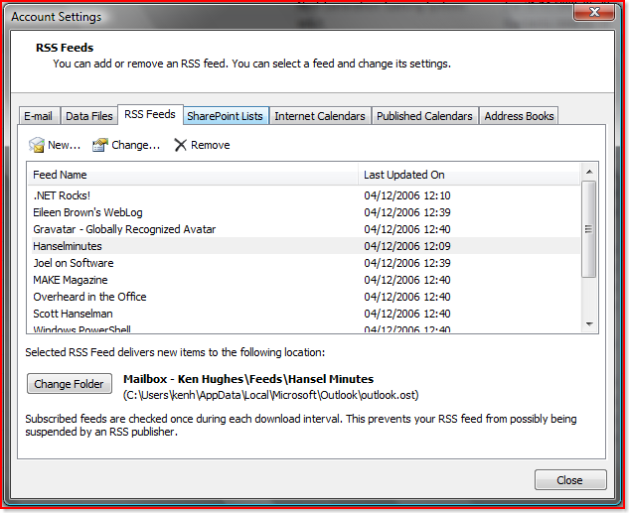 Account Settings
RSS Feeds
You can add or remove an RSS feed. You can select a feed and change its settings.
E-mail Data Files RSS Feeds SharePoint Lists Internet Calendars Published Calendars Address Books
New... Change... Remove
Feed Name Last Updated On
.NET Rocks! 04/12/2006 12:10
Eileen Brown's WebLog 04/12/2006 12:39
Gravatar - Globally Recognized Avatar 04/12/2006 12:40
Hanselminutes 04/12/2006 12:09
Joel on Software 04/12/2006 12:39
MAKE Magazine 04/12/2006 12:40
Overheard in the Office 04/12/2006 12:40
Scott Hanselman 04/12/2006 12:40
Windows PowerShell 04/12/2006 12:40
Selected RSS Feed delivers new items to the following location:
Change Folder Mailbox - Ken Hughes\Feeds\Hansel Minutes
(C:\Users\kenh\AppData\Local\Microsoft\Outlook\outlook.ost)
Subscribed feeds are checked once during each download interval. This prevents your RSS feed from possibly being
suspended by an RSS publisher.
Close